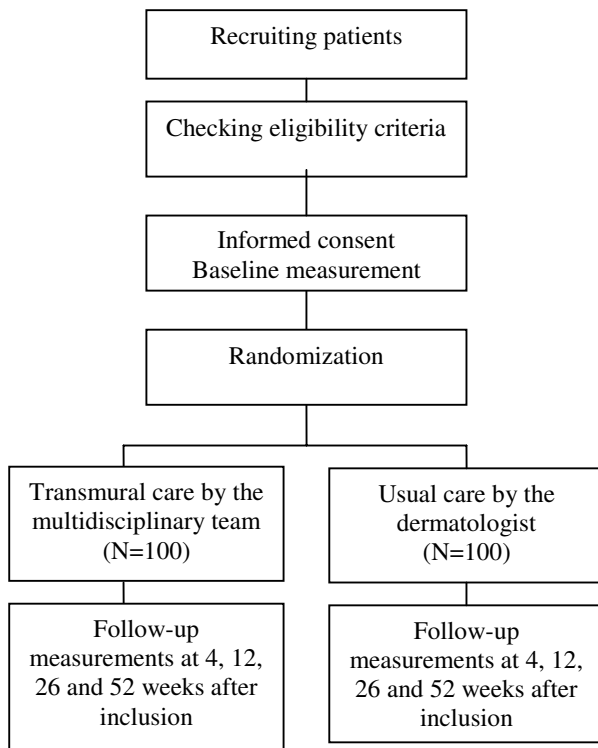 Recruiting patients
Checking eligibility criteria
Informed consent
Baseline measurement
Randomization
Transmural care by the
multidisciplinary team
(N=100)
Usual care by the
dermatologist
(N=100)
Follow-up
measurements at 4, 12,
26 and 52 weeks after
inclusion
Follow-up
measurements at 4, 12,
26 and 52 weeks after
inclusion